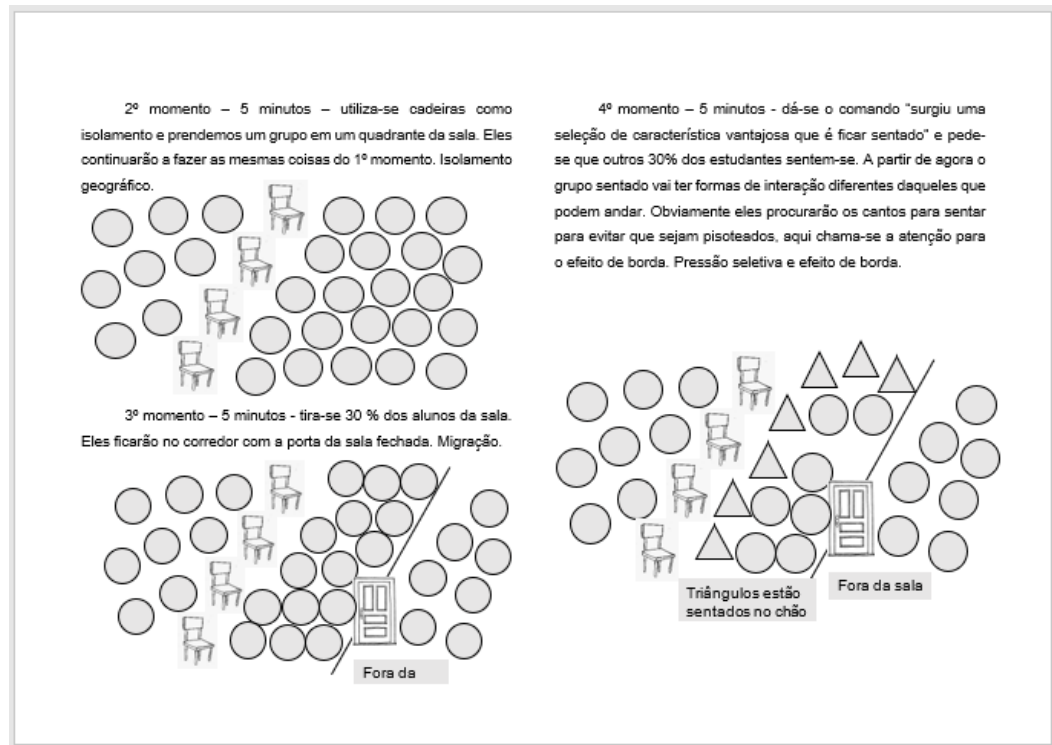 2º momento – 5 minutos – utiliza-se cadeiras como
isolamento e prendemos um grupo em um quadrante da sala. Eles
continuarão a fazer as mesmas coisas do 1º momento. Isolamento
geográfico.
3º momento – 5 minutos - tira-se 30 % dos alunos da sala.
Eles ficarão no corredor com a porta da sala fechada. Migração.
Fora da
4º momento – 5 minutos - dá-se o comando “surgiu uma
seleção de característica vantajosa que é ficar sentado” e pede-
se que outros 30% dos estudantes sentem-se. A partir de agora o
grupo sentado vai ter formas de interação diferentes daqueles que
podem andar. Obviamente eles procurarão os cantos para sentar
para evitar que sejam pisoteados, aqui chama-se a atenção para
o efeito de borda. Pressão seletiva e efeito de borda.
Triângulos estão
sentados no chão
Fora da sala